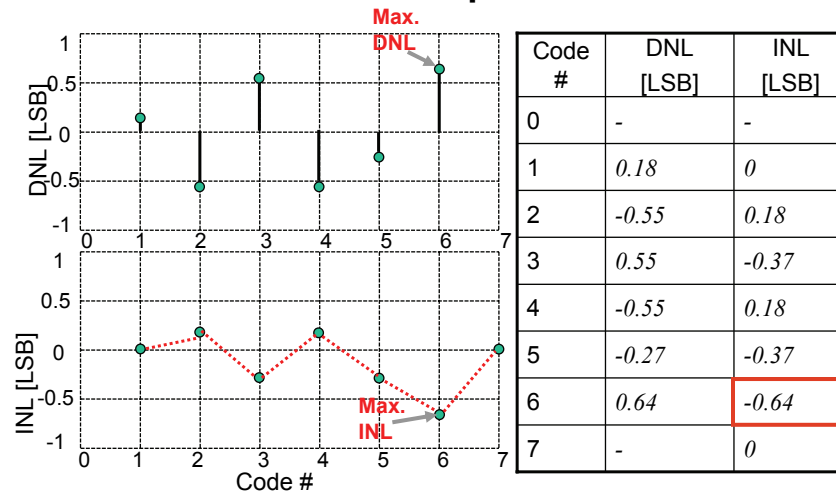 Max.
DNL
1
0.5
0
-0.5
-1
DNL [LSB]
0 1 2 3 4 5 6 7
1
0.5
0
-0.5
-1
INL [LSB]
Max.
INL
0 1 2 3 4 5 6 7
Code #
Code # DNL [LSB] INL [LSB]
0 - -
1 0.18 0
2 -0.55 0.18
3 0.55 -0.37
4 -0.55 0.18
5 -0.27 -0.37
6 0.64 -0.64
7 - 0